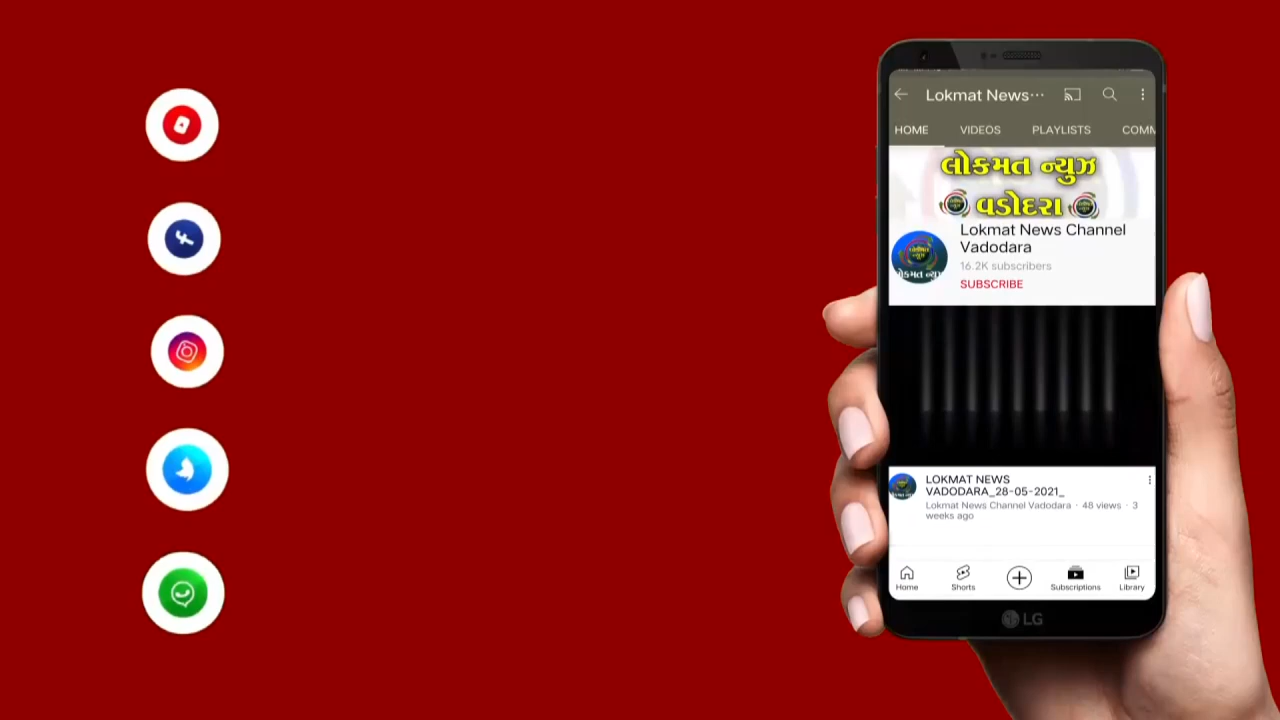 Lokmat News...
HOME VIDEOS PLAYLISTS COMM
લોકમત ન્યુઝ
વડોદરા
Lokmat News Channel
Vadodara
16.2K subscribers
SUBSCRIBE
LOKMAT NEWS
VADODARA_28-05-2021_
Lokmat News Channel Vadodara · 48 views · 3
weeks ago
Home Shorts Subscriptions Library
LG